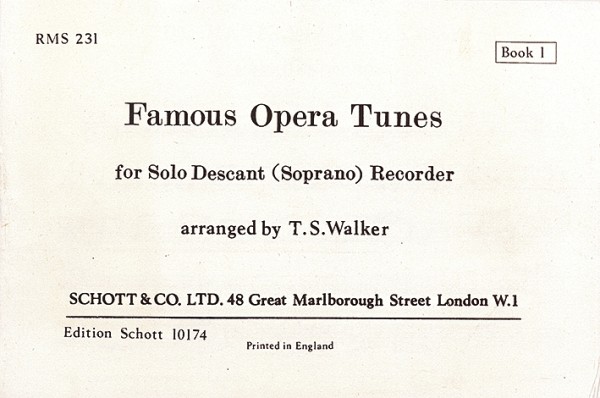 RMS 231
Book 1
Famous Opera Tunes
for Solo Descant (Soprano) Recorder
arranged by T.S.Walker
SCHOTT & CO. LTD. 48 Great Marlborough Street London W.1
Edition Schott 10174
Printed in England